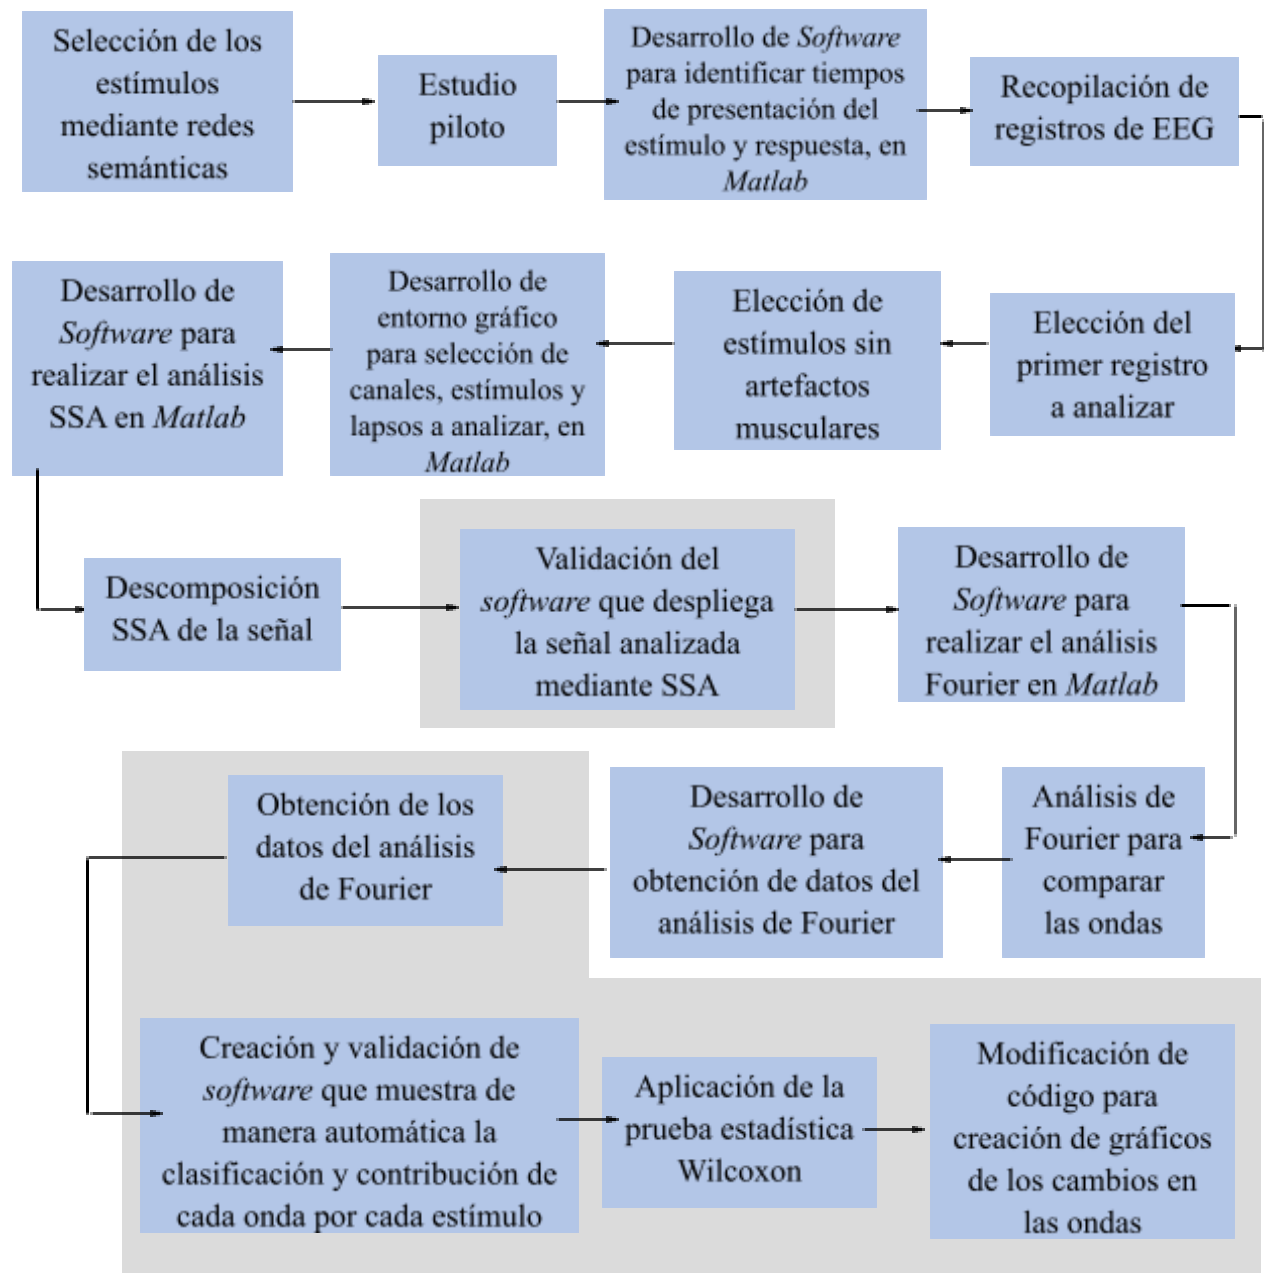 Selección de los
estímulos
mediante redes
semánticas
Estudio
piloto
Desarrollo de Software
para identificar tiempos
de presentación del
estímulo y respuesta, en
Matlab
Recopilación de
registros de EEG
Elección del
primer registro
a analizar
Elección de
estímulos sin
artefactos
musculares
Desarrollo de
entorno gráfico
para selección de
canales, estímulos y
lapsos a analizar, en
Matlab
Desarrollo de
Software para
realizar el análisis
SSA en Matlab
Descomposición
SSA de la señal
Validación del
software que despliega
la señal analizada
mediante SSA
Desarrollo de
Software para
realizar el análisis
Fourier en Matlab
Análisis de
Fourier para
comparar
las ondas
Desarrollo de
Software para
obtención de datos del
análisis de Fourier
Obtención de los
datos del análisis
de Fourier
Creación y validación de
software que muestra de
manera automática la
clasificación y contribución de
cada onda por cada estímulo
Aplicación de la
prueba estadística
Wilcoxon
Modificación de
código para
creación de gráficos
de los cambios en
las ondas